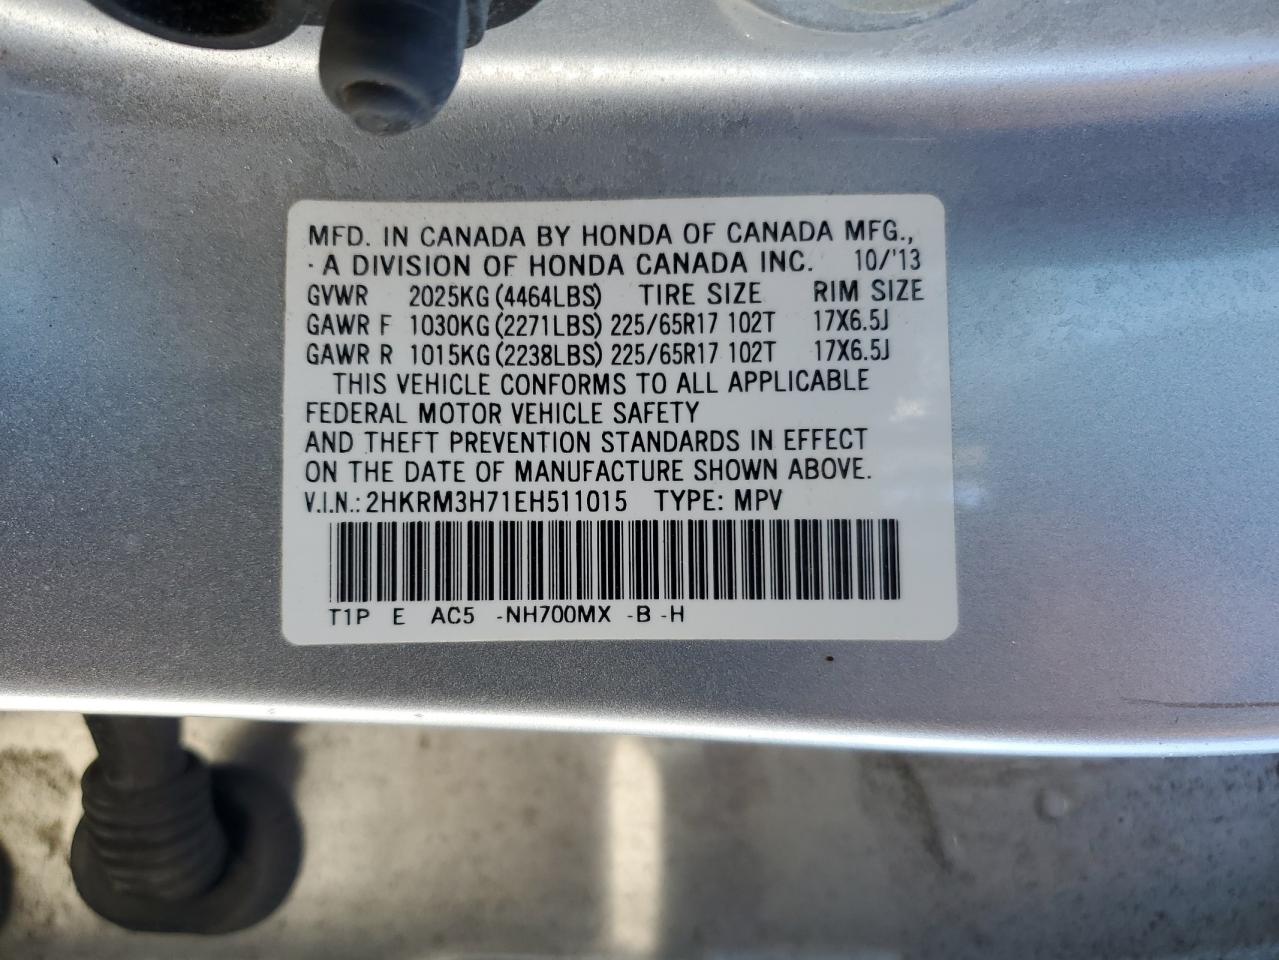 MFD. IN CANADA BY HONDA OF CANADA MFG.,
A DIVISION OF HONDA CANADA INC. 10/'13
GVWR 2025KG (4464LBS) TIRE SIZE RIM SIZE
GAWR F 1030KG (2271LBS) 225/65R17 102T 17X6.5J
GAWR R 1015KG (2238LBS) 225/65R17 102T 17X6.5J
THIS VEHICLE CONFORMS TO ALL APPLICABLE
FEDERAL MOTOR VEHICLE SAFETY
AND THEFT PREVENTION STANDARDS IN EFFECT
ON THE DATE OF MANUFACTURE SHOWN ABOVE.
V.I.N.: 2HKRM3H71EH511015 TYPE: MPV
T1P E AC5 -NH700MX -B -H